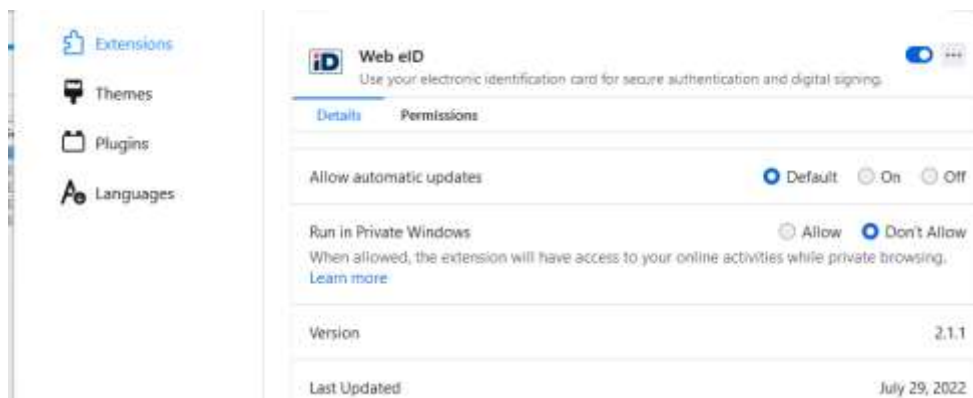 Extensions
Themes
Plugins
Languages
iD
Web eID
Use your electronic identification card for secure authentication and digital signing.
Details Permissions
Allow automatic updates Default On Off
Run in Private Windows Allow Don't Allow
When allowed, the extension will have access to your online activities while private browsing.
Learn more
Version 2.1.1
Last Updated July 29, 2022